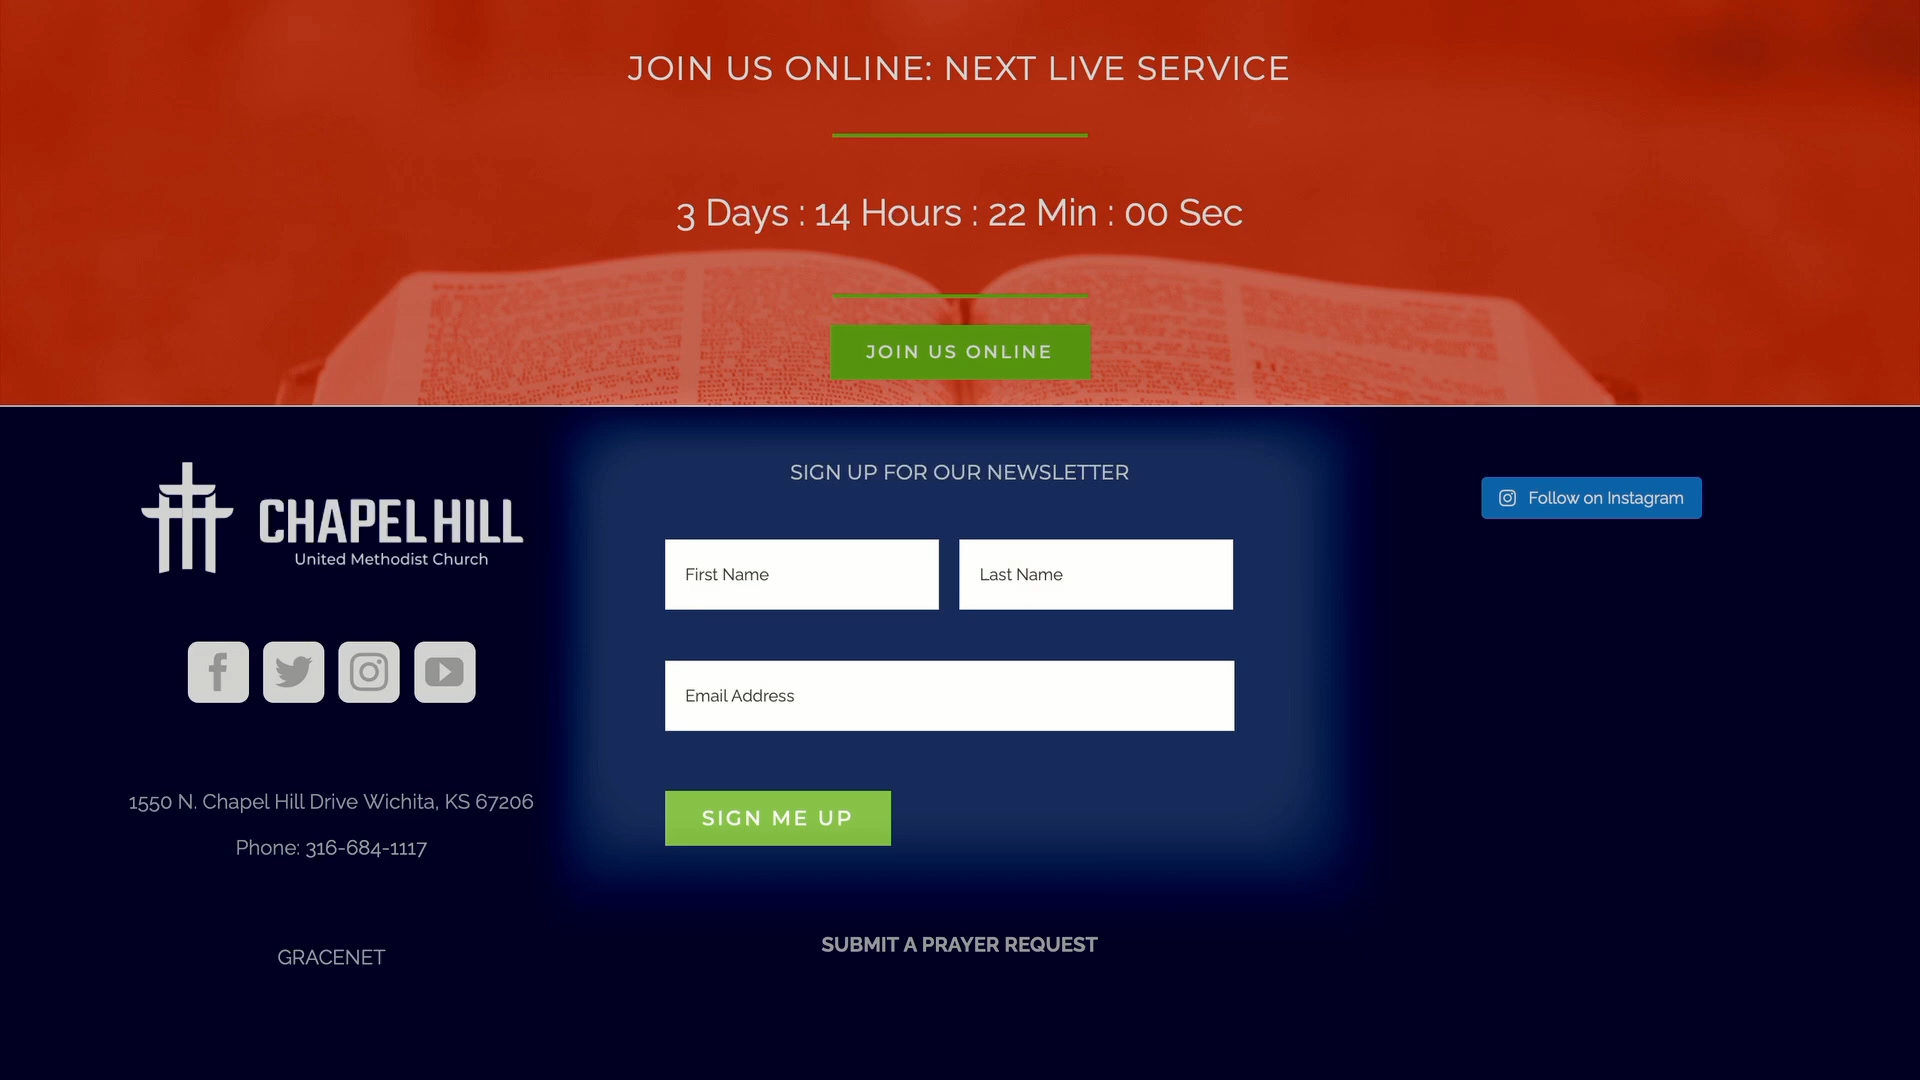 JOIN US ONLINE: NEXT LIVE SERVICE
3 Days : 14 Hours : 22 Min : 00 Sec
JOIN US ONLINE
CHAPEL HILL
United Methodist Church
1550 N. Chapel Hill Drive Wichita, KS 67206
Phone: 316-684-1117
GRACENET
SIGN UP FOR OUR NEWSLETTER
First Name
Last Name
Email Address
SIGN ME UP
SUBMIT A PRAYER REQUEST
Follow on Instagram